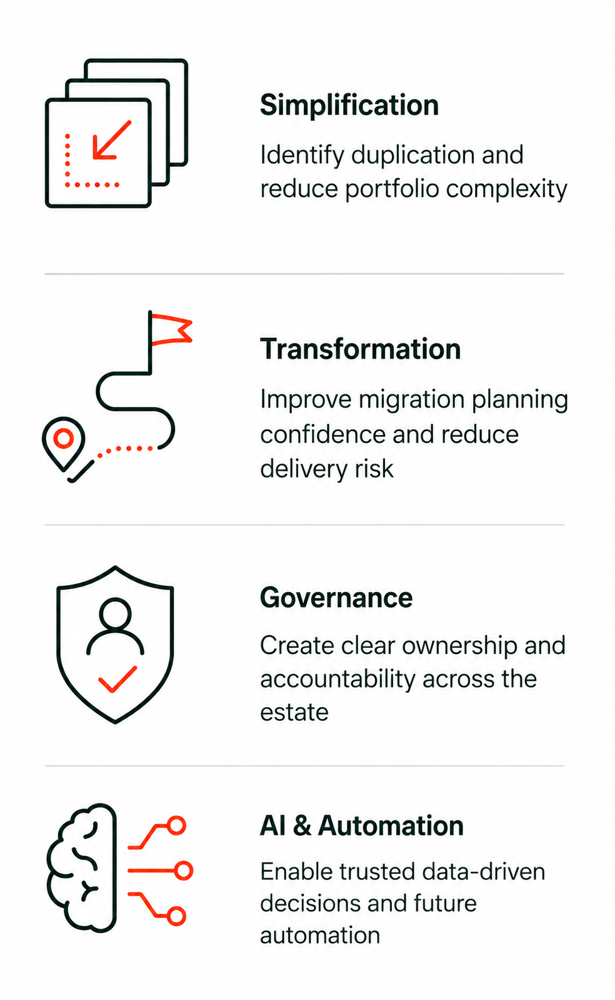 Simplification
Identify duplication and
reduce portfolio complexity
Transformation
Improve migration planning
confidence and reduce
delivery risk
Governance
Create clear ownership and
accountability across the
estate
AI & Automation
Enable trusted data-driven
decisions and future
automation